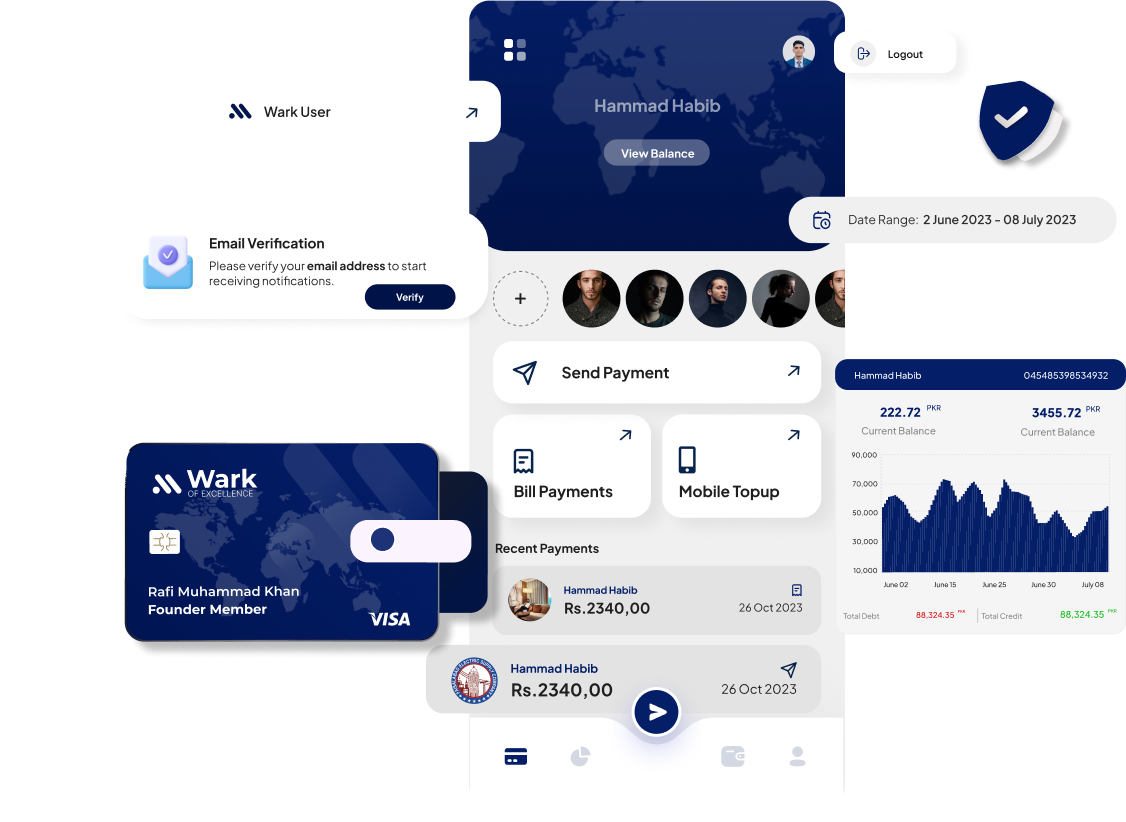 Logout
Wark User
Hammad Habib
View Balance
Date Range: 2 June 2023 - 08 July 2023
Email Verification
Please verify your email address to start
receiving notifications.
Verify
+
Send Payment
Bill Payments
Mobile Topup
Hammad Habib 045485398534932
222.72 PKR 3455.72 PKR
Current Balance Current Balance
90,000
70,000
50,000
30,000
10,000
June 02 June 15 June 25 June 30 July 08
Total Debt 88,324.35 PKR Total Credit 88,324.35 PKR
Wark
OF EXCELLENCE
Rafi Muhammad Khan
Founder Member
VISA
Recent Payments
Hammad Habib
Rs.2340,00 26 Oct 2023
Hammad Habib
Rs.2340,00 26 Oct 2023